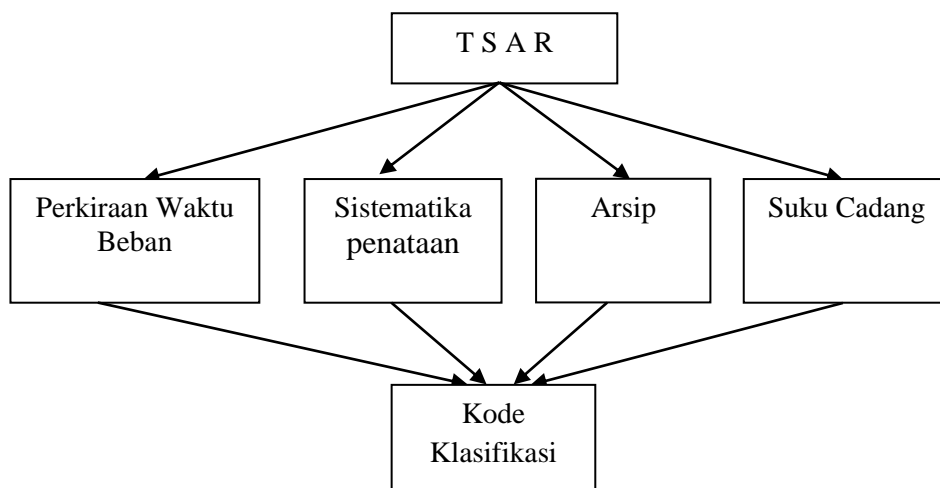 T S A R
Perkiraan Waktu
Beban
Sistematika
penataan
Arsip
Suku Cadang
Kode
Klasifikasi